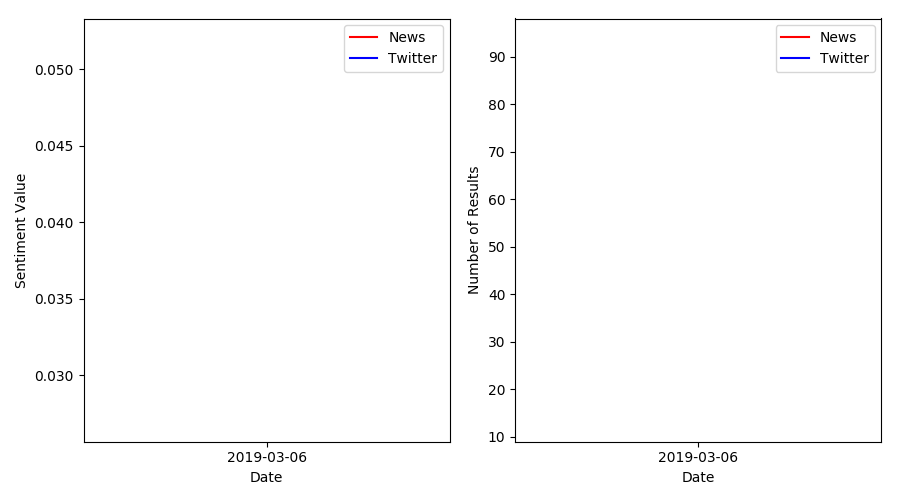 News
Twitter
0.050
0.045
0.040
0.035
0.030
Sentiment Value
2019-03-06
Date
News
Twitter
90
80
70
60
50
40
30
20
10
Number of Results
2019-03-06
Date